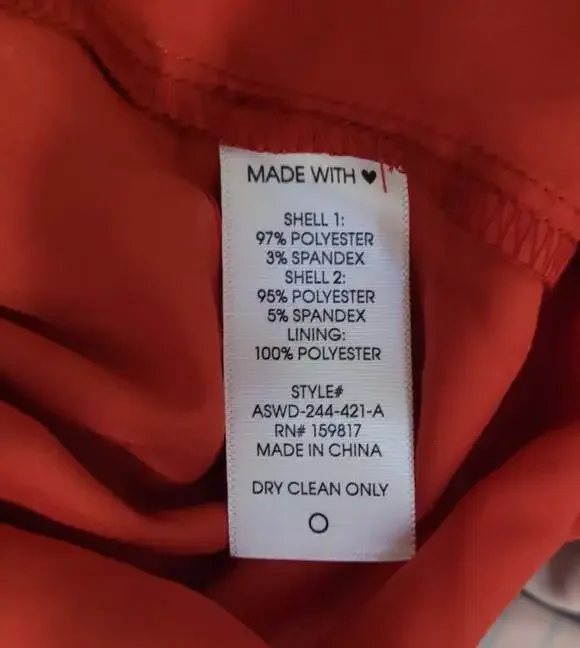 MADE WITH ♥
SHELL 1:
97% POLYESTER
3% SPANDEX
SHELL 2:
95% POLYESTER
5% SPANDEX
LINING:
100% POLYESTER
STYLE#
ASWD-244-421-A
RN# 159817
MADE IN CHINA
DRY CLEAN ONLY